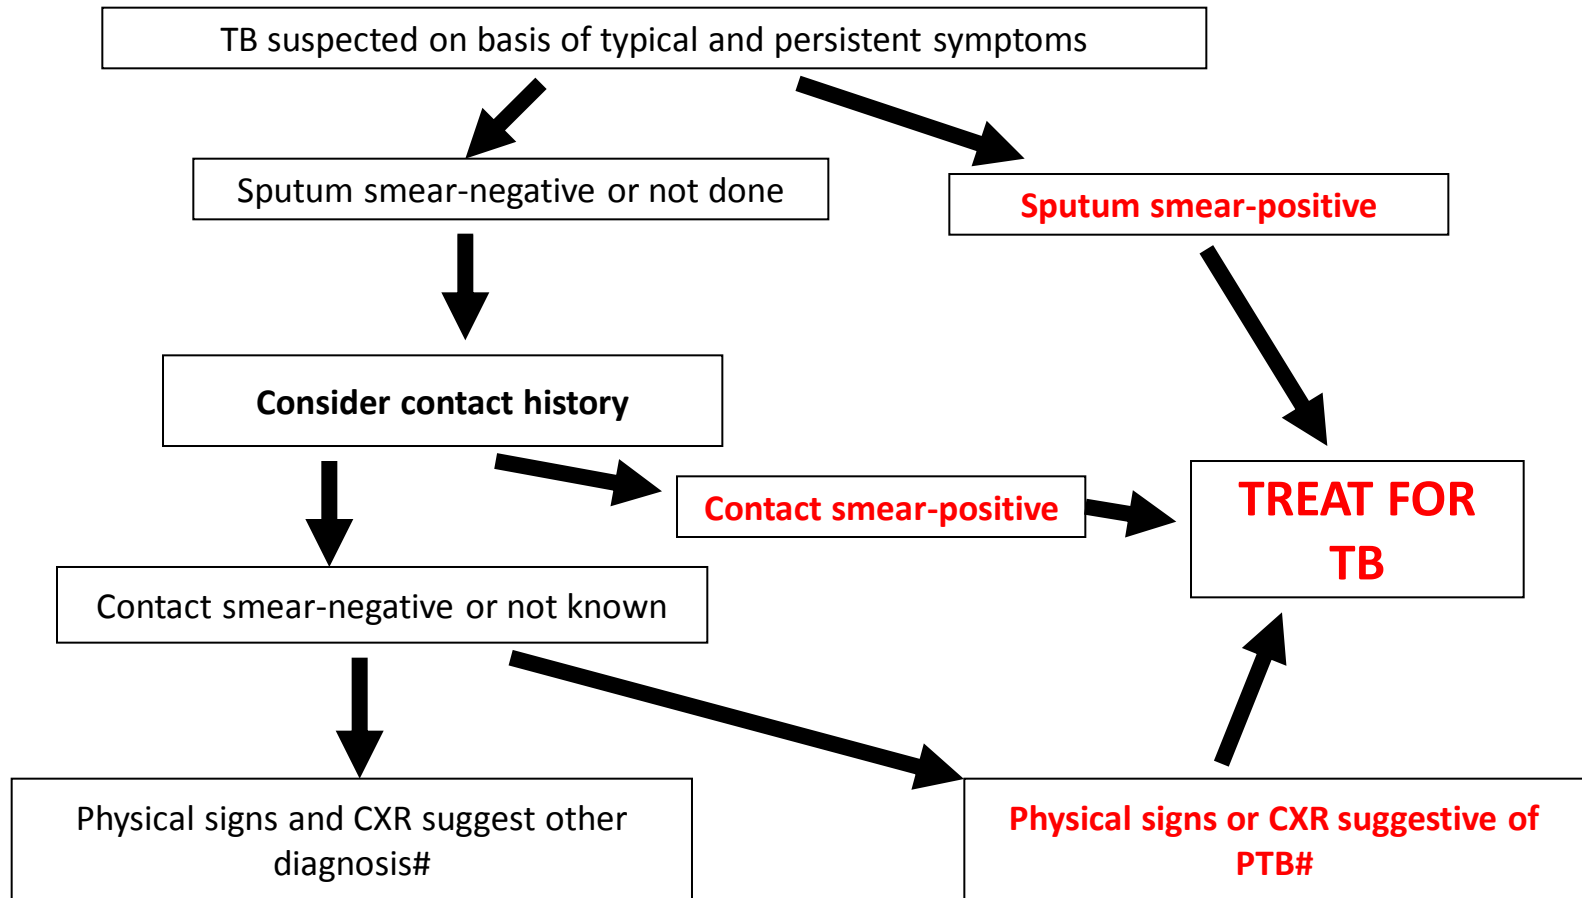 TB suspected on basis of typical and persistent symptoms
Sputum smear-negative or not done
Sputum smear-positive
Consider contact history
Contact smear-positive
TREAT FOR
TB
Contact smear-negative or not known
Physical signs and CXR suggest other
diagnosis#
Physical signs or CXR suggestive of
PTB#